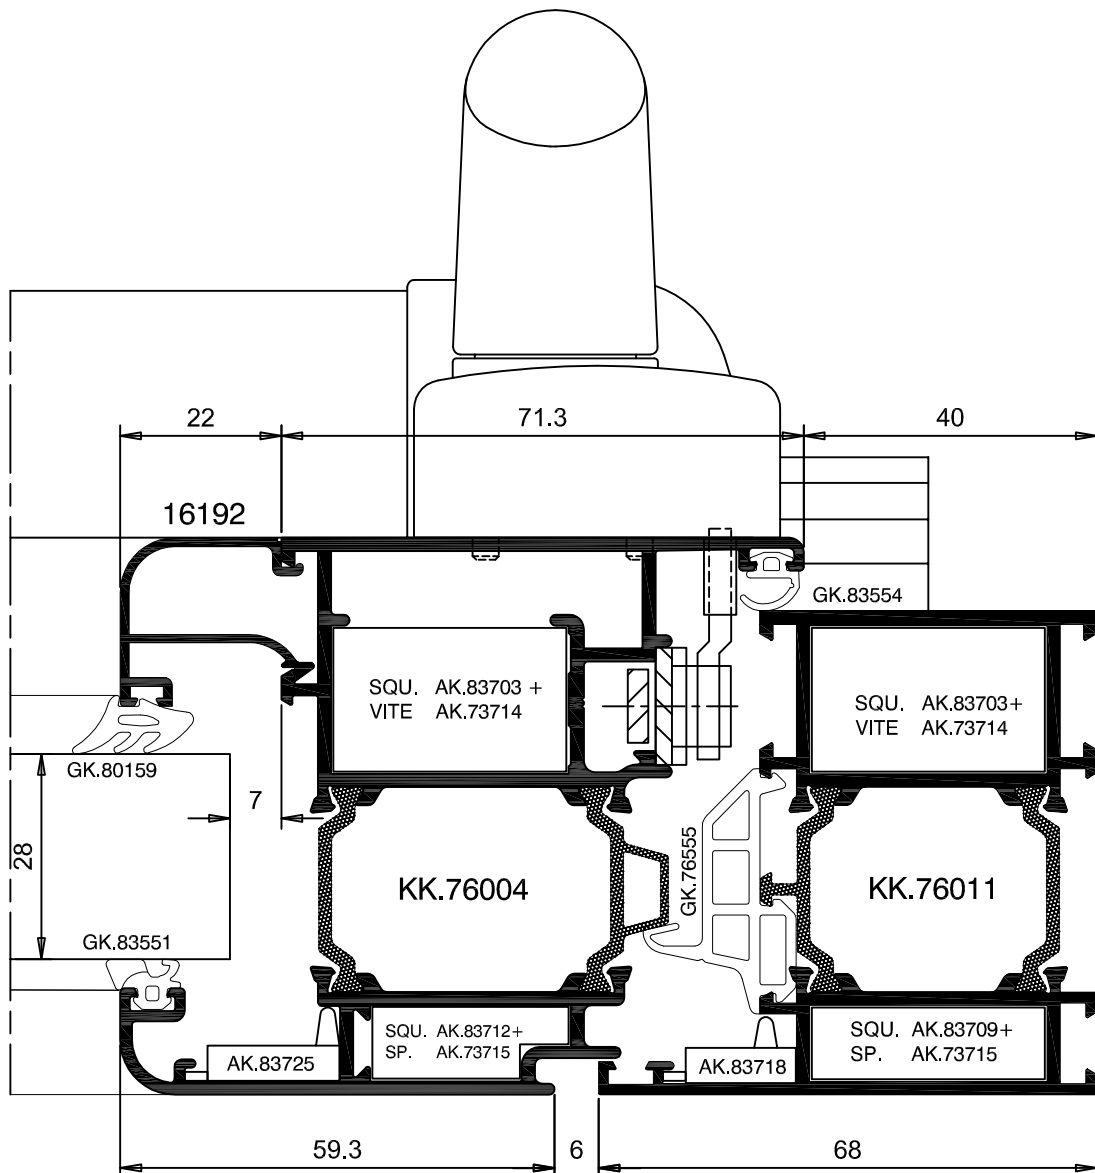 22
71.3
40
16192
GK.83554
SQU. AK.83703 +
VITE AK.73714
SQU. AK.83703+
VITE AK.73714
GK.80159
7
28
GK.76555
KK.76004
KK.76011
GK.83551
SQU. AK.83712+
SP. AK.73715
SQU. AK.83709+
SP. AK.73715
AK.83725
AK.83718
59.3
6
68